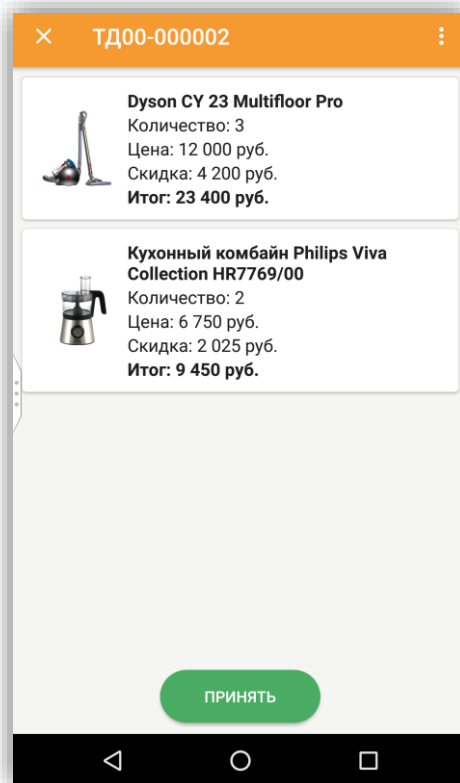 ТД00-000002
Dyson CY 23 Multifloor Pro
Количество: 3
Цена: 12 000 руб.
Скидка: 4 200 руб.
Итог: 23 400 руб.
Кухонный комбайн Philips Viva
Collection HR7769/00
Количество: 2
Цена: 6 750 руб.
Скидка: 2 025 руб.
Итог: 9 450 руб.
ПРИНЯТЬ